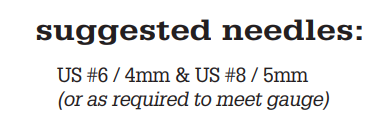 suggested needles:
US #6 / 4mm & US #8 / 5mm
(or as required to meet gauge)